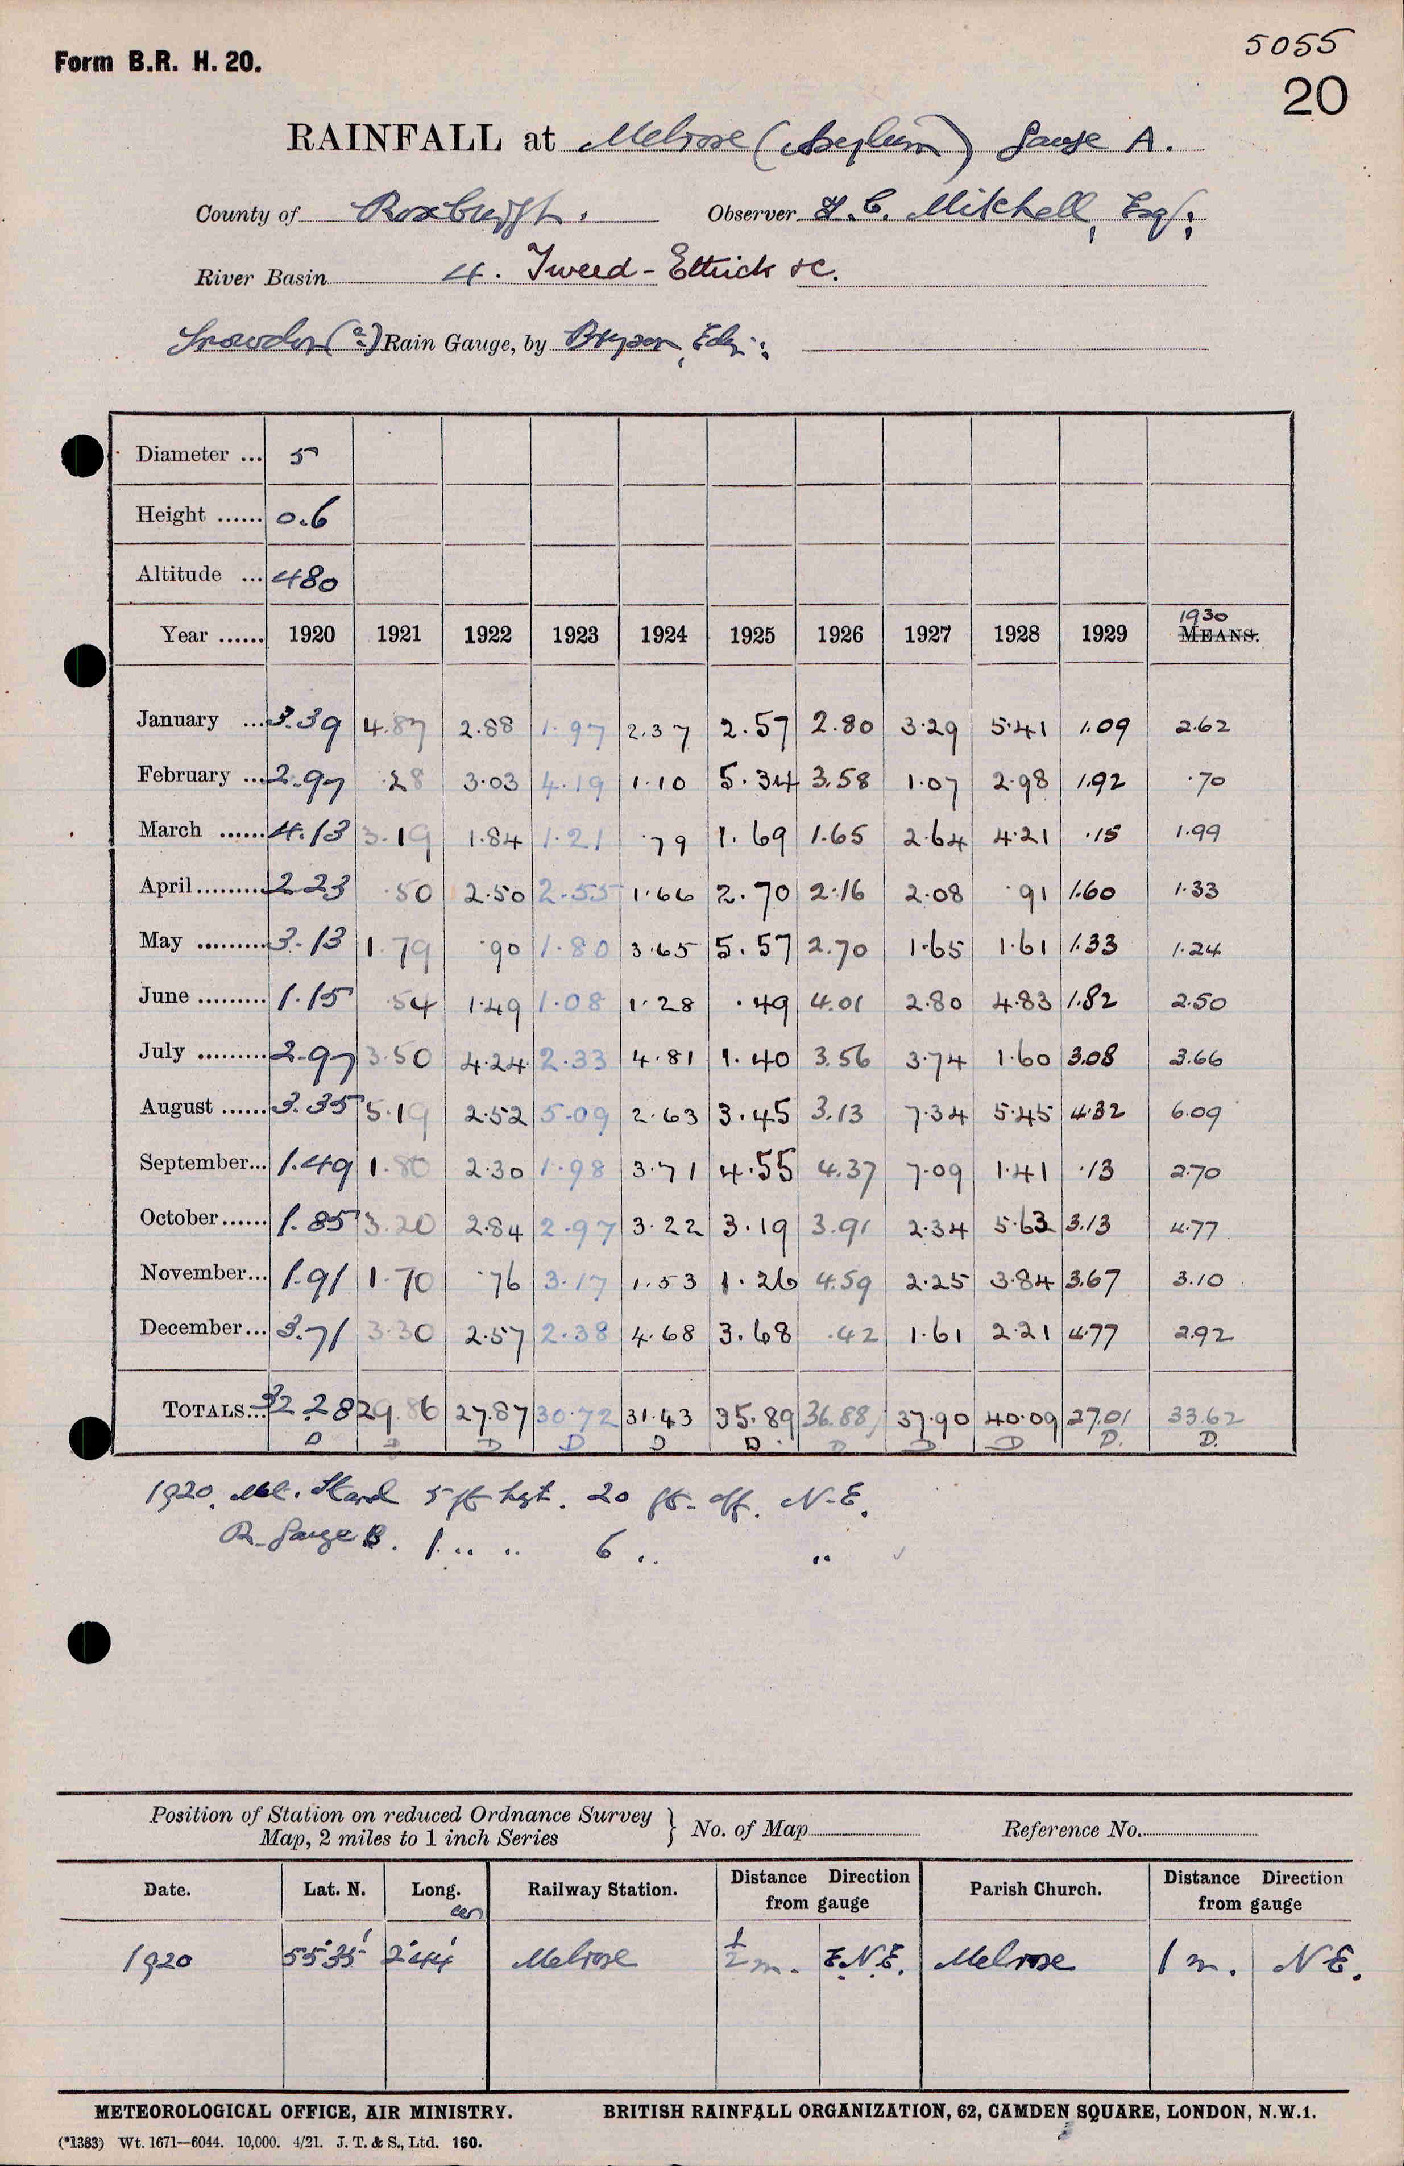 Form B.R. H. 20.
5055
20
RAINFALL at Melrose (Asylum) Gauge A.
County of Roxburgh. Observer H. C. Mitchell, Esq;
River Basin 4. Tweed - Ettrick &c.
Snowdon (a) Rain Gauge, by Bryson, Edn:
Diameter ... 5
Height ...... 0.6
Altitude ... 480
1930
Year ...... 1920 1921 1922 1923 1924 1925 1926 1927 1928 1929 MEANS.
January ... 3.39 4.87 2.88 1.97 2.37 2.57 2.80 3.29 5.41 1.09 2.62
February ... 2.97 .28 3.03 4.19 1.10 5.34 3.58 1.07 2.98 1.92 .70
March ...... 4.13 3.19 1.84 1.21 .79 1.69 1.65 2.64 4.21 .15 1.99
April......... 2.23 .50 2.50 2.55 1.66 2.70 2.16 2.08 .91 1.60 1.33
May ......... 3.13 1.79 .90 1.80 3.65 5.57 2.70 1.65 1.61 1.33 1.24
June ......... 1.15 .54 1.49 1.08 1.28 .49 4.01 2.80 4.83 1.82 2.50
July ......... 2.97 3.50 4.24 2.33 4.81 1.40 3.56 3.74 1.60 3.08 3.66
August ...... 3.35 5.19 2.52 5.09 2.63 3.45 3.13 7.34 5.45 4.32 6.09
September... 1.49 1.80 2.30 1.98 3.71 4.55 4.37 7.09 1.41 .13 2.70
October...... 1.85 3.20 2.84 2.97 3.22 3.19 3.91 2.34 5.63 3.13 4.77
November... 1.91 1.70 .76 3.17 1.53 1.26 4.59 2.25 3.84 3.67 3.10
December... 3.71 3.30 2.57 2.38 4.68 3.68 .42 1.61 2.21 4.77 2.92
TOTALS... 32.28 29.86 27.87 30.72 31.43 35.89 36.88 37.90 40.09 27.01 33.62
D D D D D D D D D D. D.
1920. Met. Stand 5 ft hgt. 20 ft. off. N-E.
R. Gauge B. 1 .. .. 6 .. ..
Position of Station on reduced Ordnance Survey
Map, 2 miles to 1 inch Series } No. of Map Reference No.
Date. Lat. N. Long. Railway Station. Distance Direction from gauge Parish Church. Distance Direction from gauge
1920 55°35' 2°44' Melrose ½ m. E.N.E. Melrose 1 m. N E.
METEOROLOGICAL OFFICE, AIR MINISTRY. BRITISH RAINFALL ORGANIZATION, 62, CAMDEN SQUARE, LONDON, N.W.1.
(*1383) Wt. 1671—6044. 10,000. 4/21. J. T. & S., Ltd. 160.